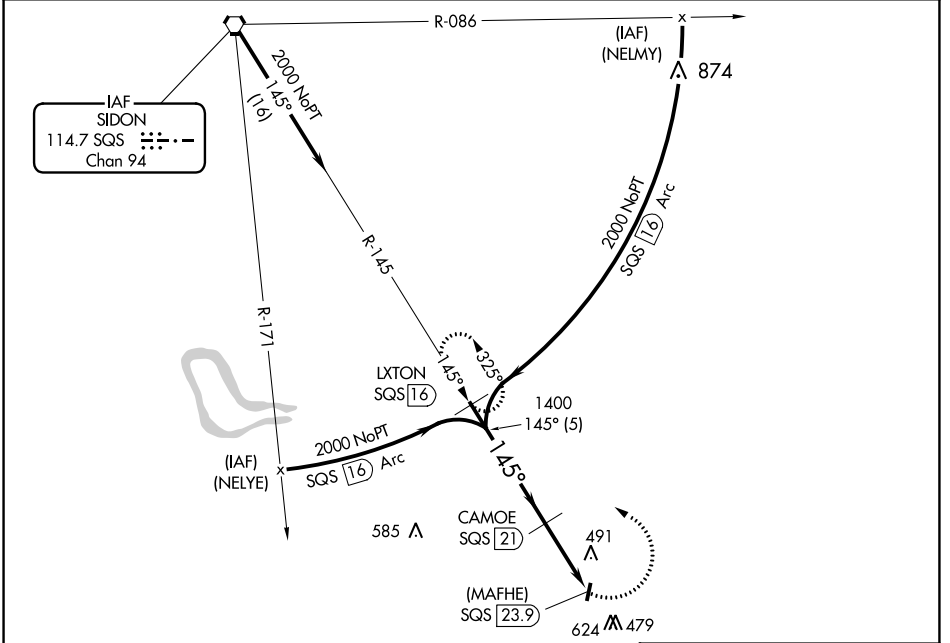 R-086
(IAF)
(NELMY)
874
2000 NoPT
145°
(16)
IAF
SIDON
114.7 SQS
Chan 94
2000 NoPT
SQS 16 Arc
R-145
R-171
145°
325°
LXTON
SQS 16
1400
145° (5)
2000 NoPT
SQS 16 Arc
(IAF)
(NELYE)
145°
585
CAMOE
SQS 21
491
(MAFHE)
SQS 23.9
624
479